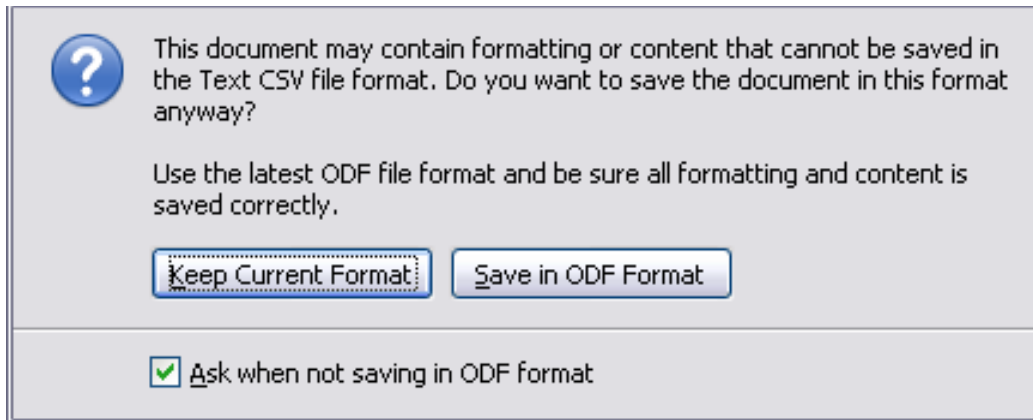 This document may contain formatting or content that cannot be saved in
the Text CSV file format. Do you want to save the document in this format
anyway?
Use the latest ODF file format and be sure all formatting and content is
saved correctly.
Keep Current Format Save in ODF Format
Ask when not saving in ODF format